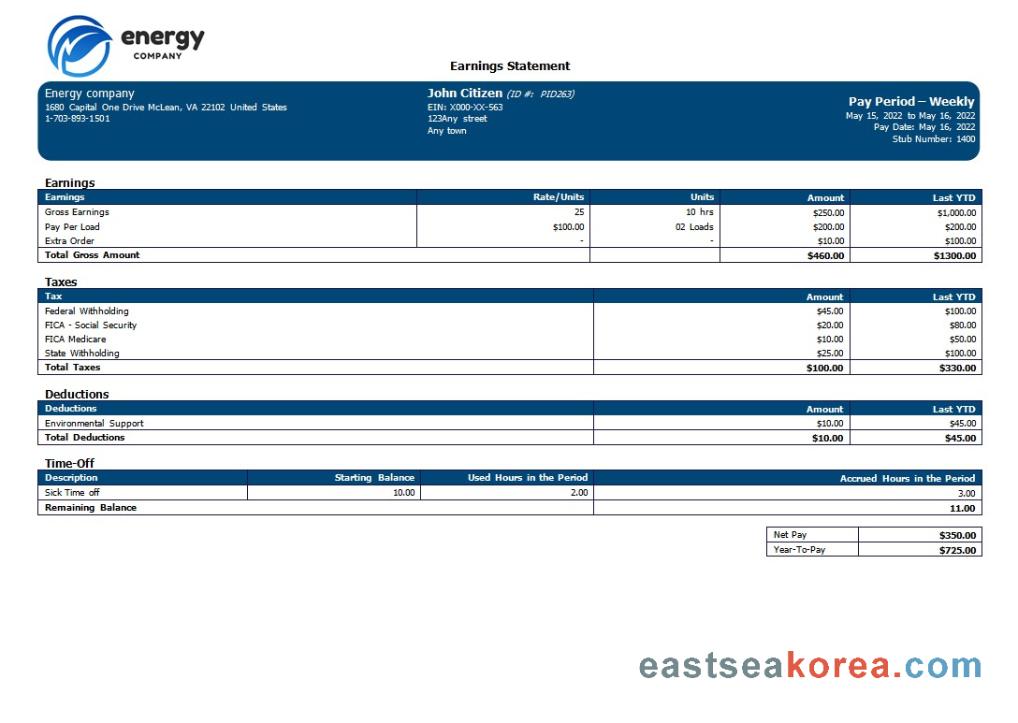 energy
COMPANY
Earnings Statement
Energy company
1680 Capital One Drive McLean, VA 22102 United States
1-703-893-1501
John Citizen (ID #: PID263)
EIN: X000-XX-563
123Any street
Any town
Pay Period – Weekly
May 15, 2022 to May 16, 2022
Pay Date: May 16, 2022
Stub Number: 1400
Earnings
Earnings Rate/Units Units Amount Last YTD
Gross Earnings 25 10 hrs $250.00 $1,000.00
Pay Per Load $100.00 02 Loads $200.00 $200.00
Extra Order - - $10.00 $100.00
Total Gross Amount $460.00 $1300.00
Taxes
Tax Amount Last YTD
Federal Withholding $45.00 $100.00
FICA - Social Security $20.00 $80.00
FICA Medicare $10.00 $50.00
State Withholding $25.00 $100.00
Total Taxes $100.00 $330.00
Deductions
Deductions Amount Last YTD
Environmental Support $10.00 $45.00
Total Deductions $10.00 $45.00
Time-Off
Description Starting Balance Used Hours in the Period Accrued Hours in the Period
Sick Time off 10.00 2.00 3.00
Remaining Balance 11.00
Net Pay $350.00
Year-To-Pay $725.00
eastseakorea.com